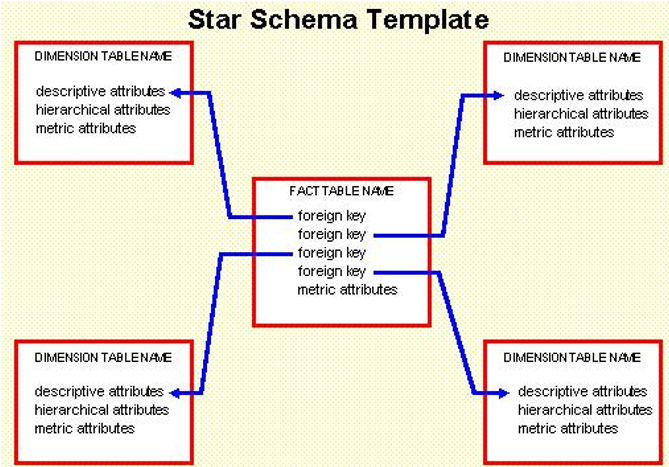 Star Schema Template
DIMENSION TABLE NAME
descriptive attributes
hierarchical attributes
metric attributes
DIMENSION TABLE NAME
descriptive attributes
hierarchical attributes
metric attributes
FACT TABLE NAME
foreign key
foreign key
foreign key
foreign key
metric attributes
DIMENSION TABLE NAME
descriptive attributes
hierarchical attributes
metric attributes
DIMENSION TABLE NAME
descriptive attributes
hierarchical attributes
metric attributes